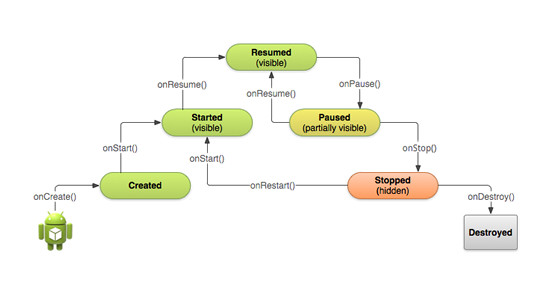 Resumed
(visible)
onResume()
onResume()
onPause()
Started
(visible)
Paused
(partially visible)
onStart()
onStart()
onStop()
Created
onRestart()
Stopped
(hidden)
onCreate()
onDestroy()
Destroyed